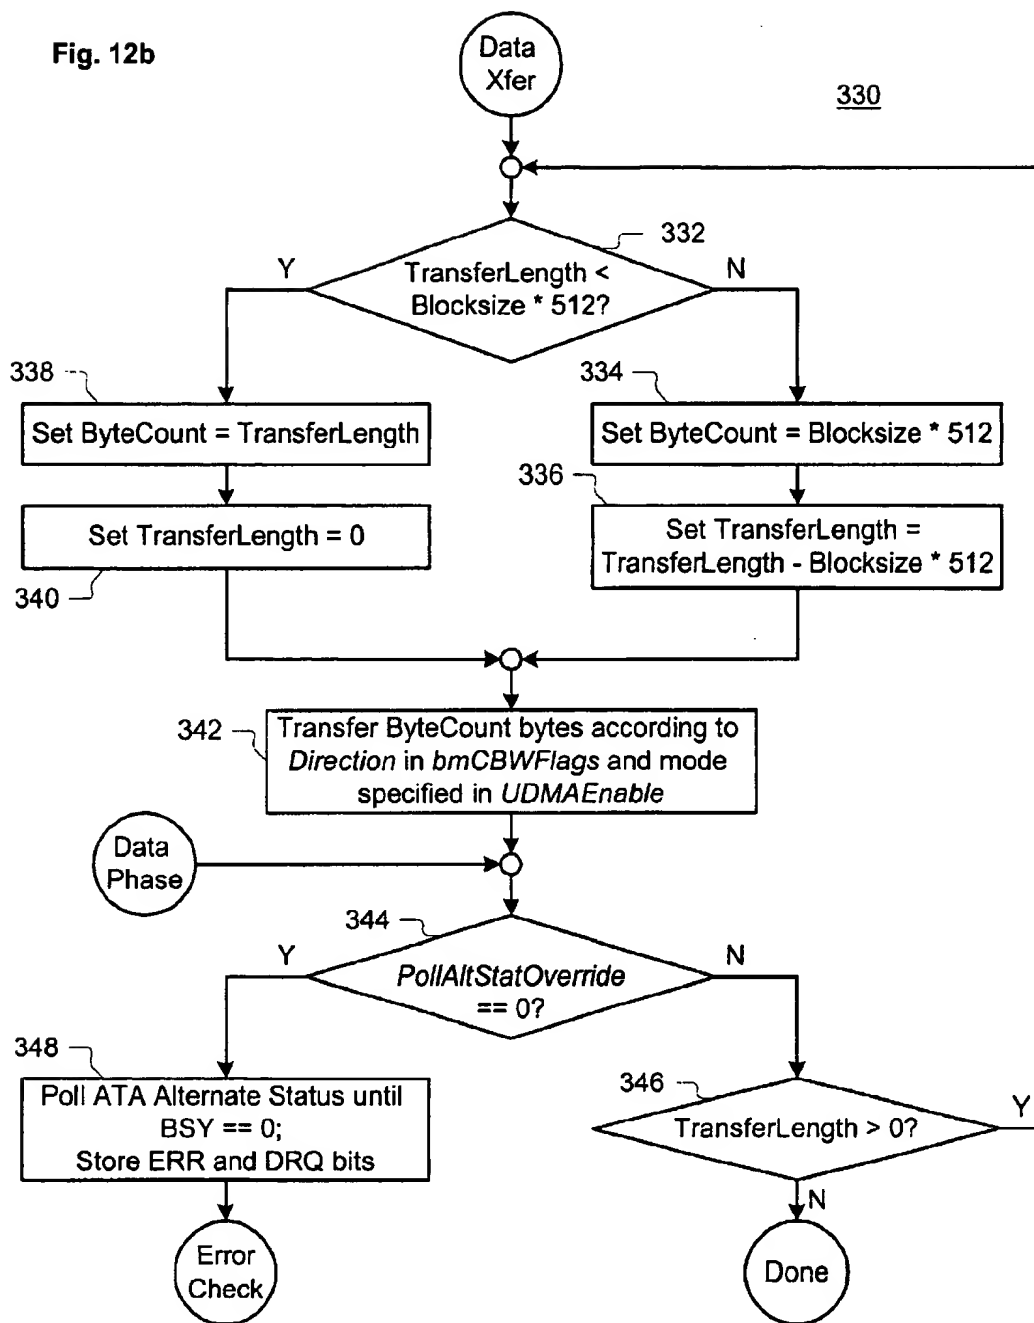 Fig. 12b
Data
Xfer
330
332
Y
N
TransferLength <
Blocksize * 512?
338
334
Set ByteCount = TransferLength
Set ByteCount = Blocksize * 512
336
Set TransferLength = 0
Set TransferLength =
TransferLength - Blocksize * 512
340
342
Transfer ByteCount bytes according to
Direction in bmCBWFlags and mode
specified in UDMAEnable
Data
Phase
344
Y
N
PollAltStatOverride
== 0?
348
Poll ATA Alternate Status until
BSY == 0;
Store ERR and DRQ bits
346
Y
TransferLength > 0?
N
Error
Check
Done